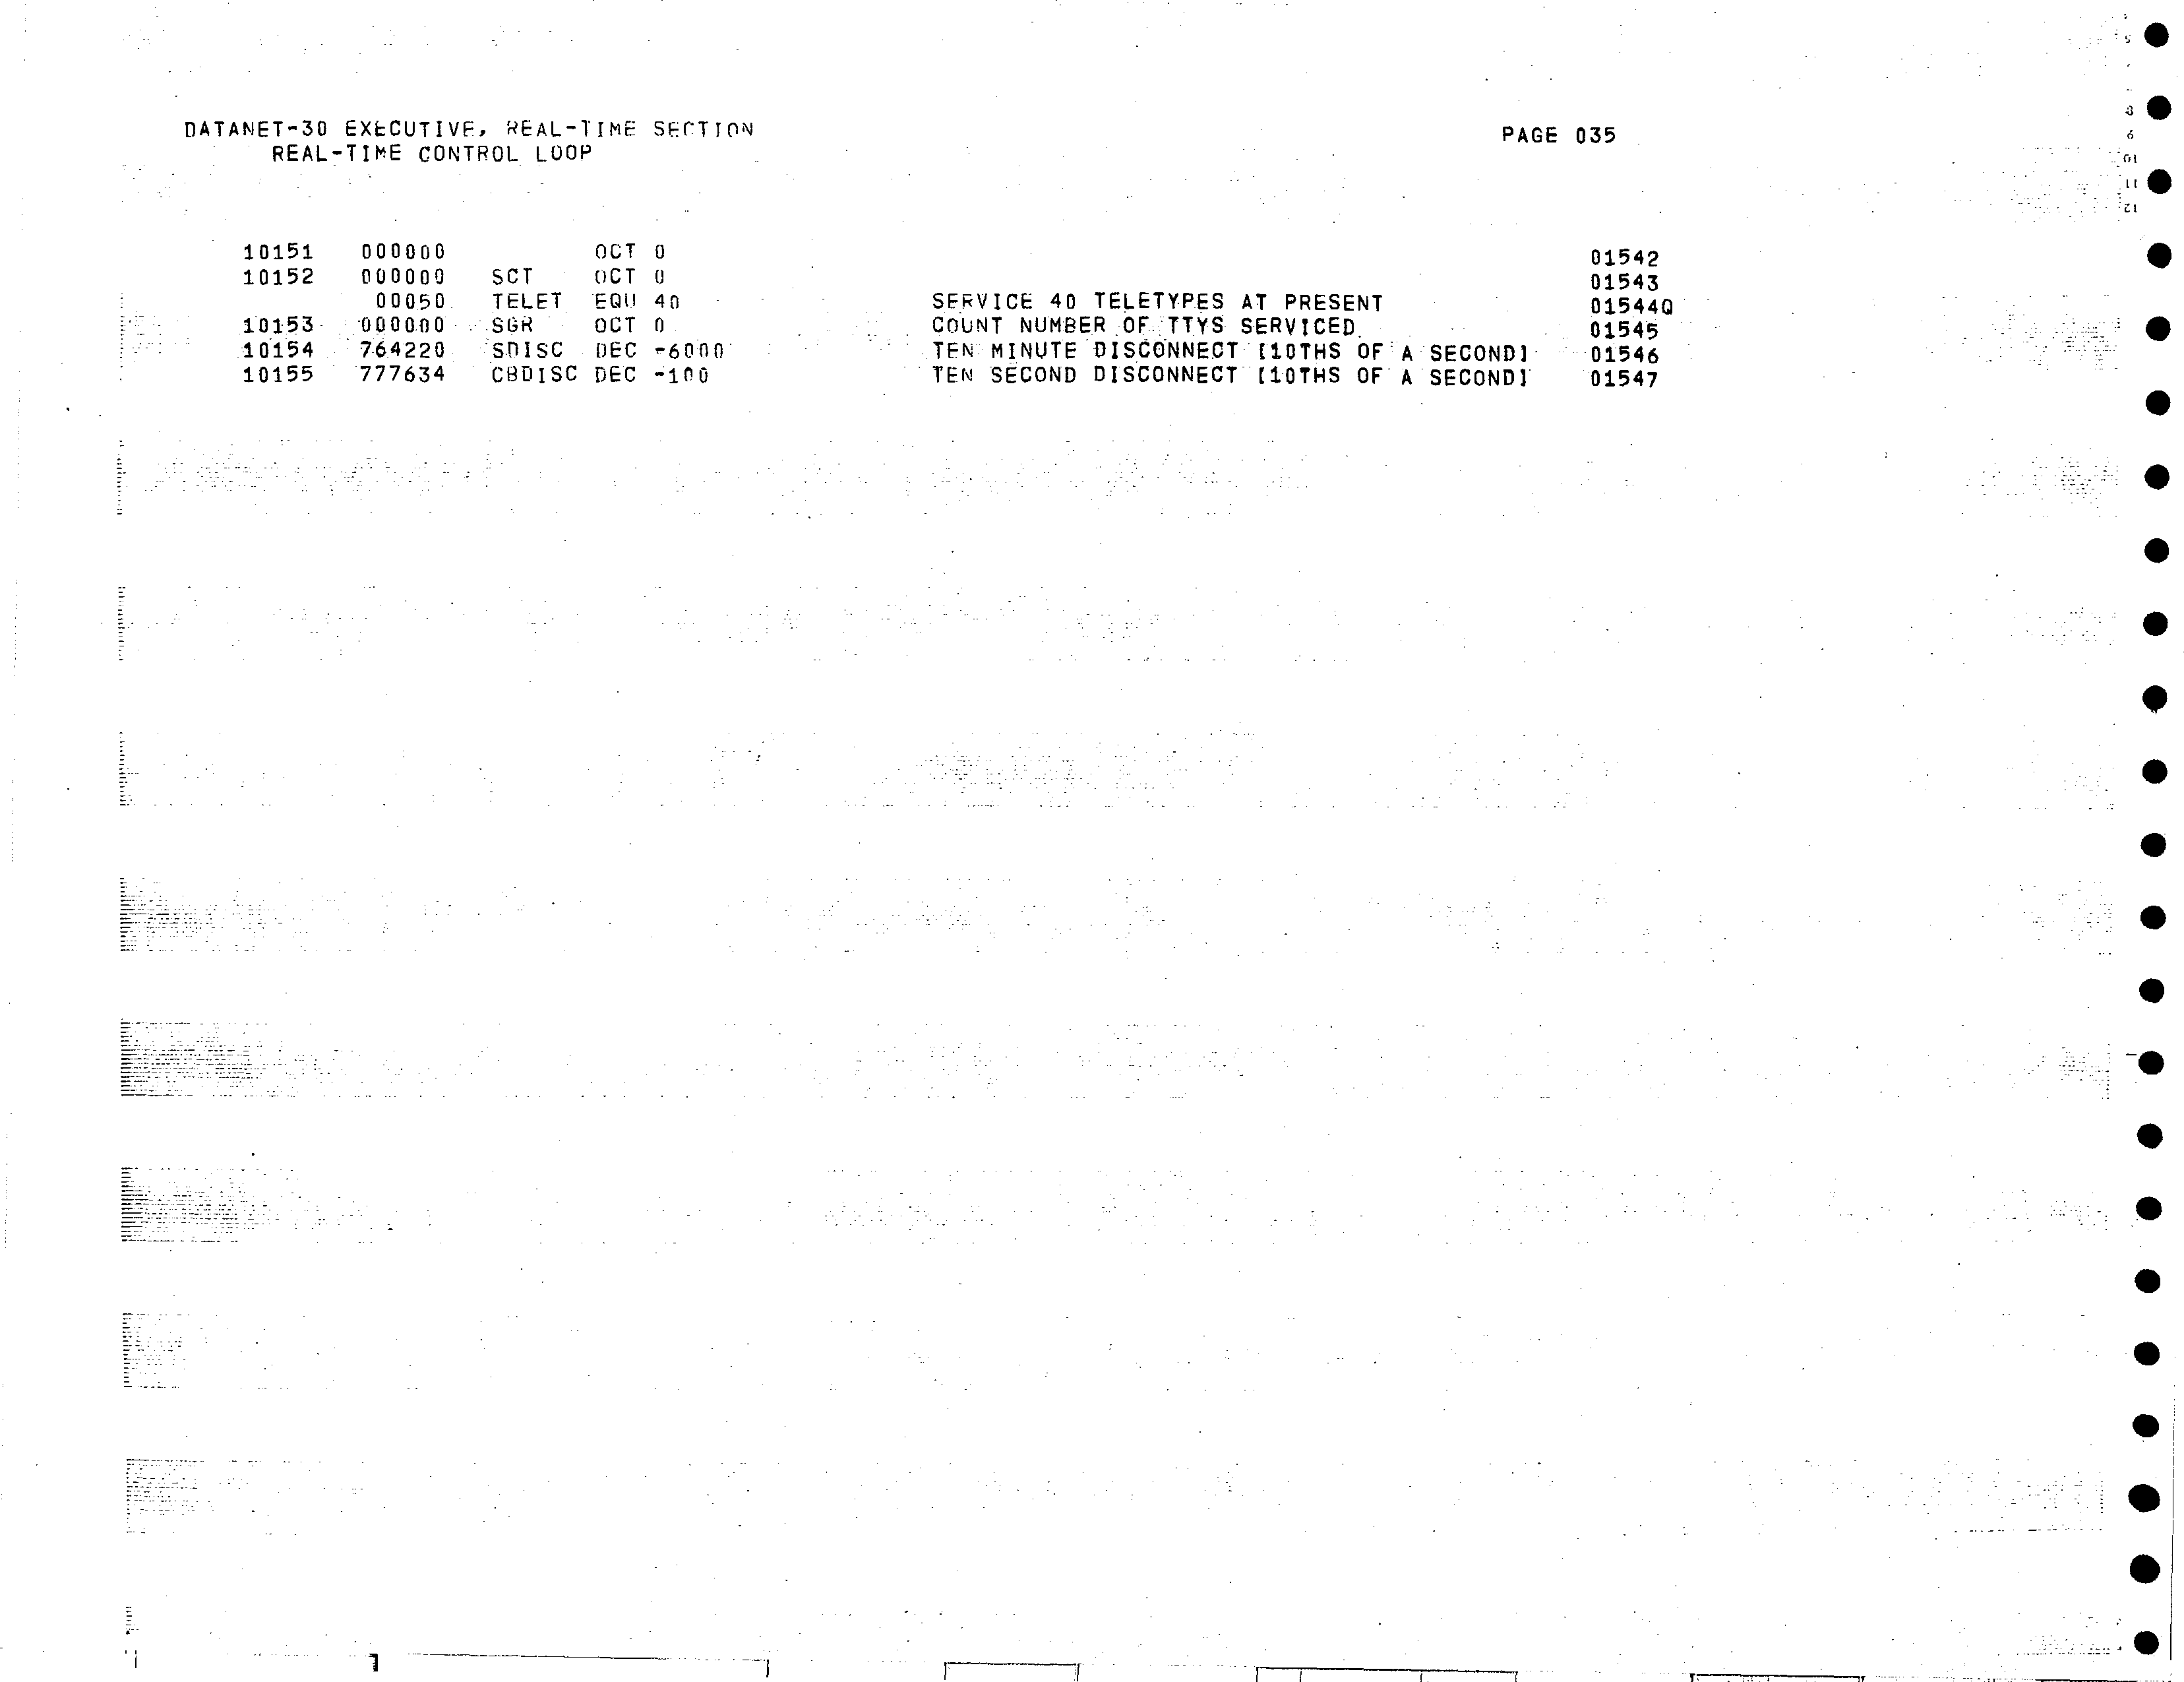 DATANET-30 EXECUTIVE, REAL-TIME SECTION PAGE 035
REAL-TIME CONTROL LOOP
10151 000000 OCT 0 01542
10152 000000 SCT OCT 0 01543
00050 TELET EQU 40 SERVICE 40 TELETYPES AT PRESENT 01544Q
10153 000000 SGR OCT 0 COUNT NUMBER OF TTYS SERVICED 01545
10154 764220 SDISC DEC -6000 TEN MINUTE DISCONNECT [10THS OF A SECOND] 01546
10155 777634 CBDISC DEC -100 TEN SECOND DISCONNECT [10THS OF A SECOND] 01547